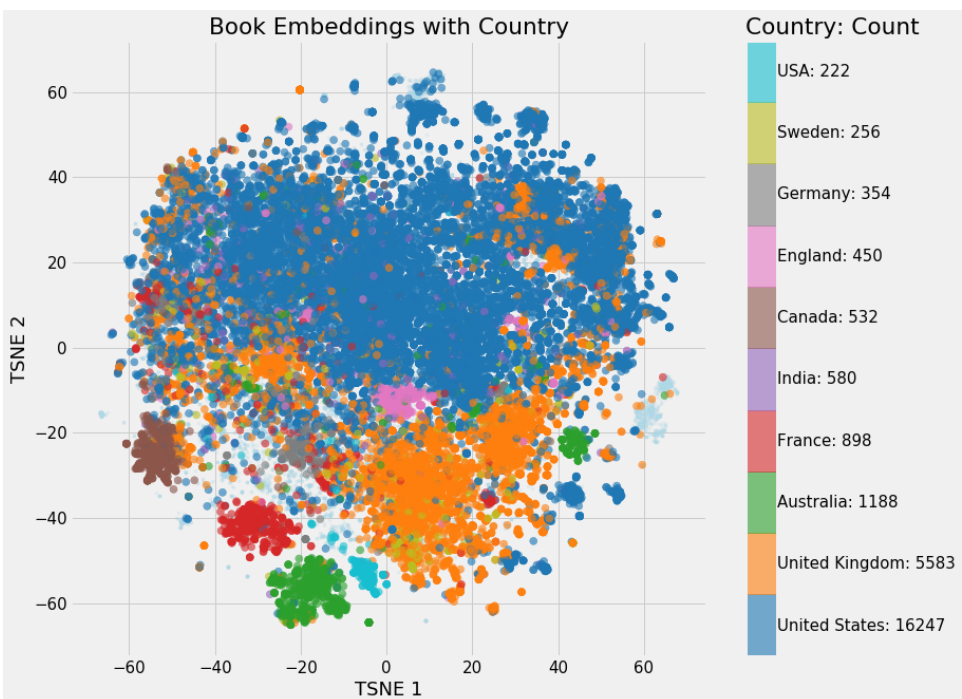 Book Embeddings with Country
Country: Count
USA: 222
Sweden: 256
Germany: 354
England: 450
Canada: 532
India: 580
France: 898
Australia: 1188
United Kingdom: 5583
United States: 16247
TSNE 2
60
40
20
0
−20
−40
−60
−60
−40
−20
0
20
40
60
TSNE 1